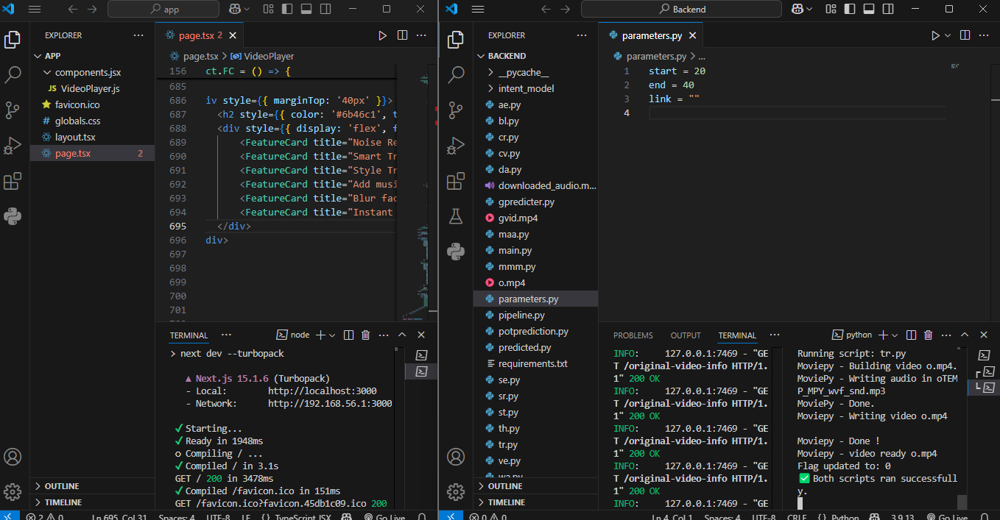 app
EXPLORER
APP
components.jsx
JS VideoPlayer.js
favicon.ico
# globals.css
layout.tsx
page.tsx 2
OUTLINE
TIMELINE
page.tsx 2
page.tsx > VideoPlayer
156 ct.FC = () => {
685
686 iv style={{ marginTop: '40px' }}>
687 <h2 style={{ color: '#6b46c1', t
688 <div style={{ display: 'flex', f
689 <FeatureCard title="Noise Re
690 <FeatureCard title="Smart Tr
691 <FeatureCard title="Style Tr
692 <FeatureCard title="Add musi
693 <FeatureCard title="Blur fac
694 <FeatureCard title="Instant
695 </div>
696 div>
697
698
699
700
701
TERMINAL
node
> next dev --turbopack
▲ Next.js 15.1.6 (Turbopack)
- Local: http://localhost:3000
- Network: http://192.168.56.1:3000
✓ Starting...
✓ Ready in 1948ms
o Compiling / ...
✓ Compiled / in 3.1s
GET / 200 in 3478ms
✓ Compiled /favicon.ico in 151ms
GET /favicon.ico?favicon.45db1c09.ico 200
2 0 Ln 695, Col 31 Spaces: 4 UTF-8 LF {} TypeScript JSX Go Live
Backend
EXPLORER
BACKEND
__pycache__
intent_model
ae.py
bl.py
cr.py
cv.py
da.py
downloaded_audio.m...
gpredicter.py
gvid.mp4
maa.py
main.py
mmm.py
o.mp4
parameters.py
pipeline.py
potprediction.py
predicted.py
requirements.txt
se.py
sr.py
st.py
th.py
tr.py
ve.py
OUTLINE
TIMELINE
parameters.py
parameters.py > ...
1 start = 20
2 end = 40
3 link = ""
4
PROBLEMS OUTPUT TERMINAL
python
INFO: 127.0.0.1:7469 - "GE
T /original-video-info HTTP/1.
1" 200 OK
INFO: 127.0.0.1:7469 - "GE
T /original-video-info HTTP/1.
1" 200 OK
INFO: 127.0.0.1:7469 - "GE
T /original-video-info HTTP/1.
1" 200 OK
INFO: 127.0.0.1:7469 - "GE
T /original-video-info HTTP/1.
1" 200 OK
INFO: 127.0.0.1:7469 - "GE
Running script: tr.py
Moviepy - Building video o.mp4.
MoviePy - Writing audio in oTEM
P_MPY_wvf_snd.mp3
MoviePy - Done.
Moviepy - Writing video o.mp4
Moviepy - Done !
Moviepy - video ready o.mp4
Flag updated to: 0
✅ Both scripts ran successfull
y.
0 0 Ln 4, Col 1 Spaces: 4 UTF-8 CRLF {} Python 3.9.13 Go Live